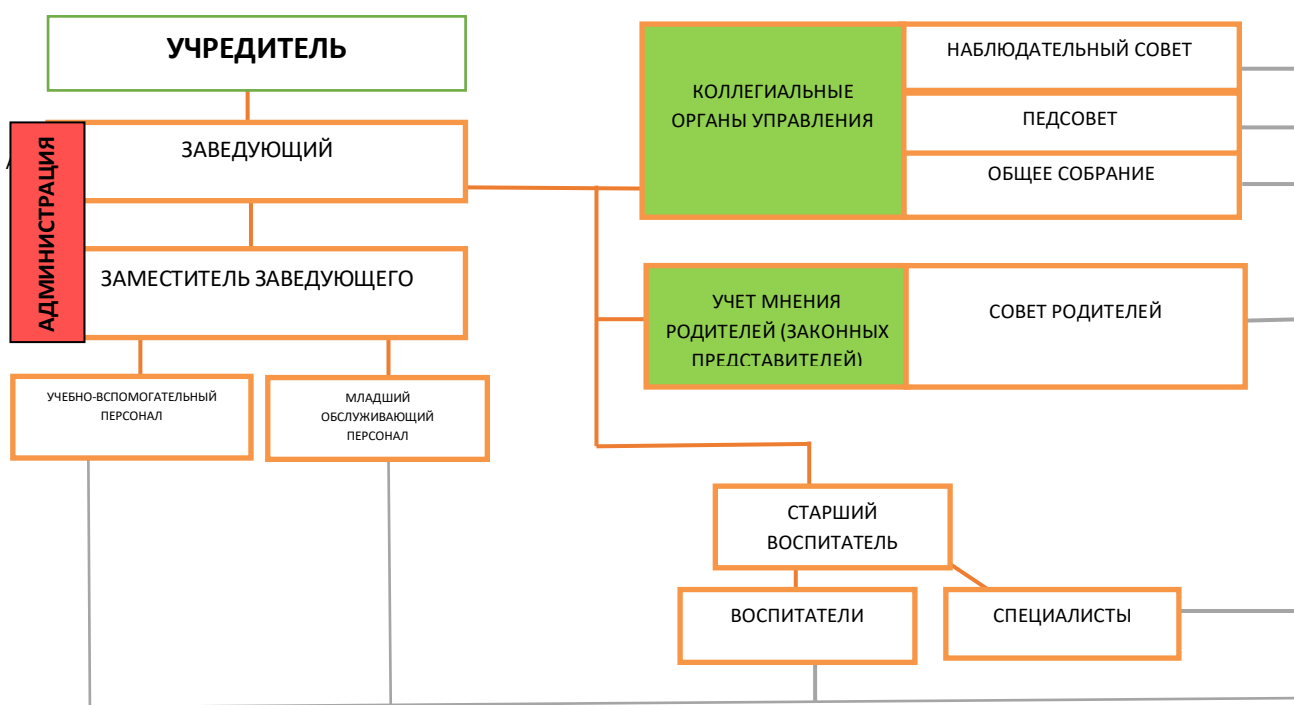 УЧРЕДИТЕЛЬ
АДМИНИСТРАЦИЯ
ЗАВЕДУЮЩИЙ
ЗАМЕСТИТЕЛЬ ЗАВЕДУЮЩЕГО
УЧЕБНО-ВСПОМОГАТЕЛЬНЫЙ
ПЕРСОНАЛ
МЛАДШИЙ
ОБСЛУЖИВАЮЩИЙ
ПЕРСОНАЛ
КОЛЛЕГИАЛЬНЫЕ
ОРГАНЫ УПРАВЛЕНИЯ
НАБЛЮДАТЕЛЬНЫЙ СОВЕТ
ПЕДСОВЕТ
ОБЩЕЕ СОБРАНИЕ
УЧЕТ МНЕНИЯ
РОДИТЕЛЕЙ (ЗАКОННЫХ
ПРЕДСТАВИТЕЛЕЙ)
СОВЕТ РОДИТЕЛЕЙ
СТАРШИЙ
ВОСПИТАТЕЛЬ
ВОСПИТАТЕЛИ
СПЕЦИАЛИСТЫ